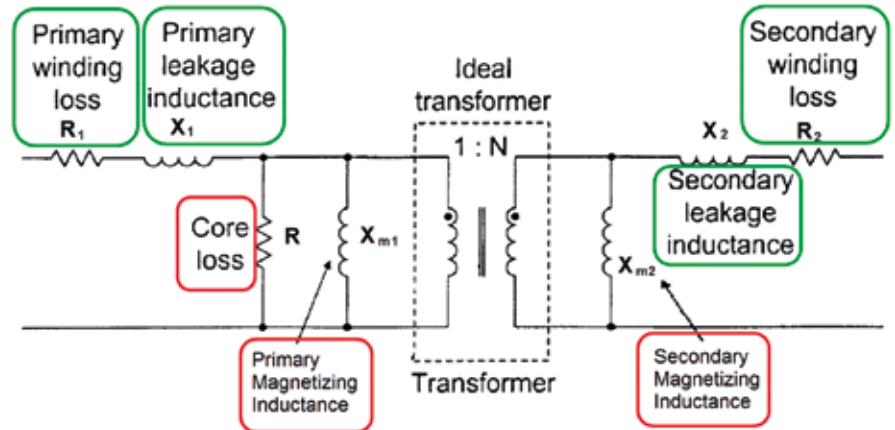 Primary
winding
loss
R1
Primary
leakage
inductance
X1
Ideal
transformer
1 : N
Secondary
winding
loss
R2
X2
Secondary
leakage
inductance
Core
loss
R
Xm1
Xm2
Primary
Magnetizing
Inductance
Transformer
Secondary
Magnetizing
Inductance